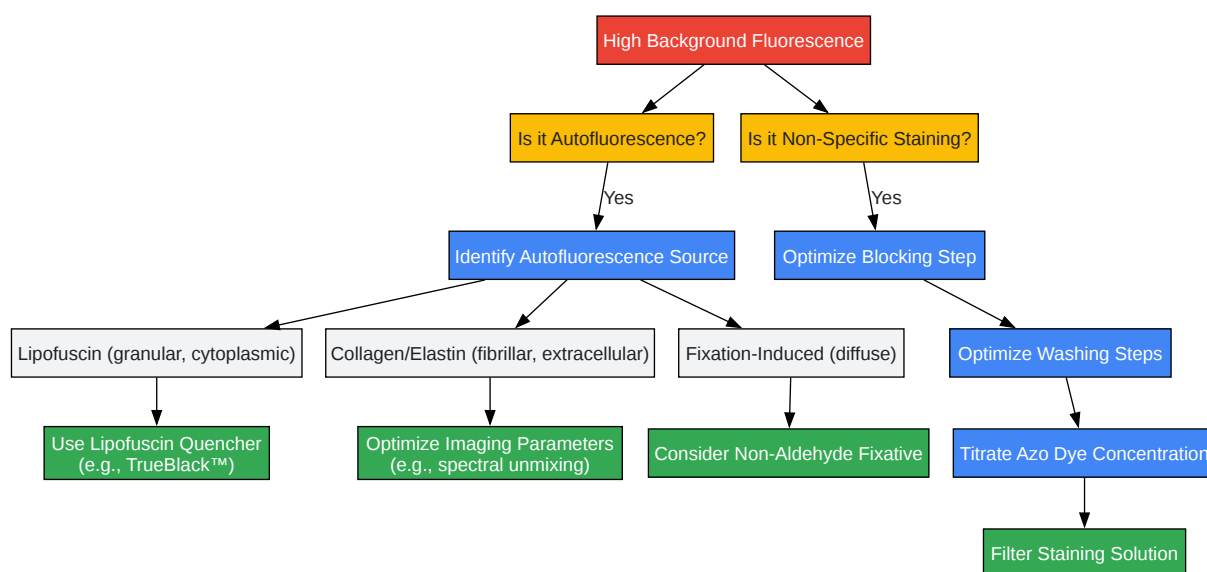 High Background Fluorescence
Is it Autofluorescence?
Is it Non-Specific Staining?
Yes
Yes
Identify Autofluorescence Source
Optimize Blocking Step
Lipofuscin (granular, cytoplasmic)
Collagen/Elastin (fibrillar, extracellular)
Fixation-Induced (diffuse)
Optimize Washing Steps
Use Lipofuscin Quencher
(e.g., TrueBlack™)
Optimize Imaging Parameters
(e.g., spectral unmixing)
Consider Non-Aldehyde Fixative
Titrate Azo Dye Concentration
Filter Staining Solution